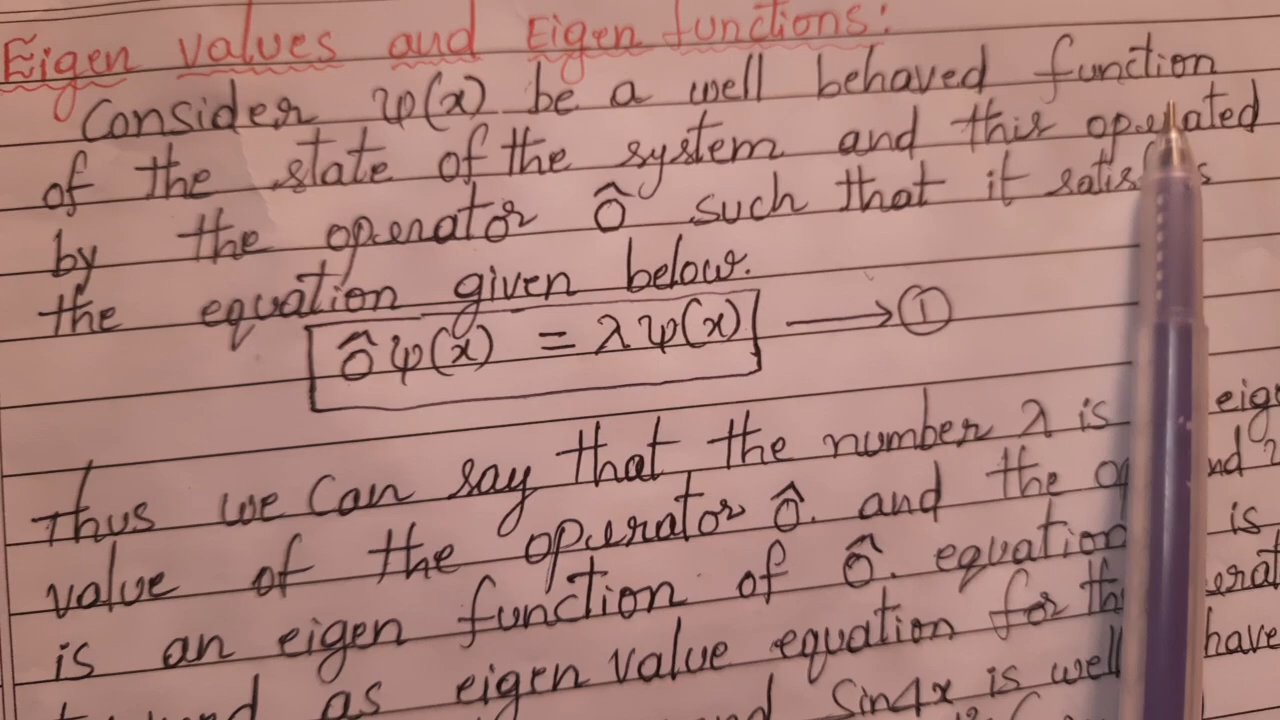 Eigen values and Eigen functions:
Consider ψ(x) be a well behaved function
of the state of the system and this operated
by the operator Ô such that it
the equation given below.
Ôψ(x) = λψ(x) → ①
Thus we can say that the number λ is
value of the operator Ô. and the
is an eigen function of Ô. equation is
as eigen value equation for
Sin4x is well